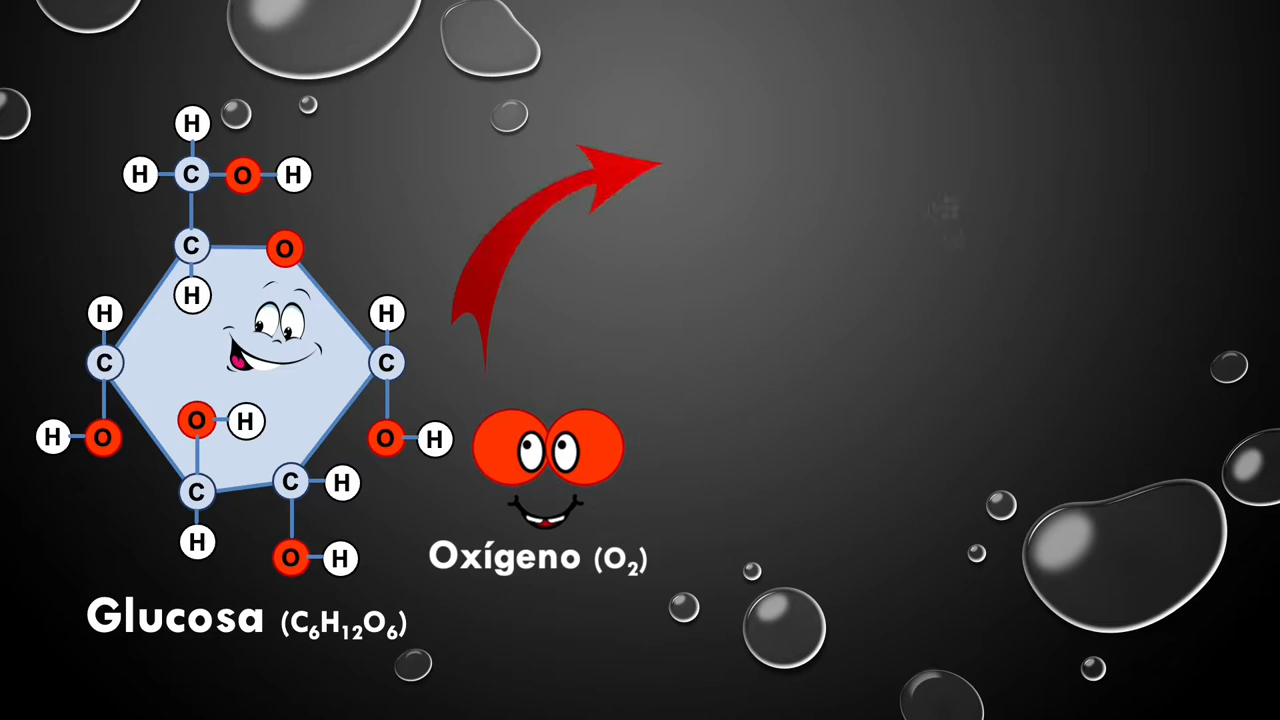 H
H C O H
C O
H
H H
C C
O H
H O O H
C C H
H
O H
Oxígeno (O₂)
Glucosa (C₆H₁₂O₆)